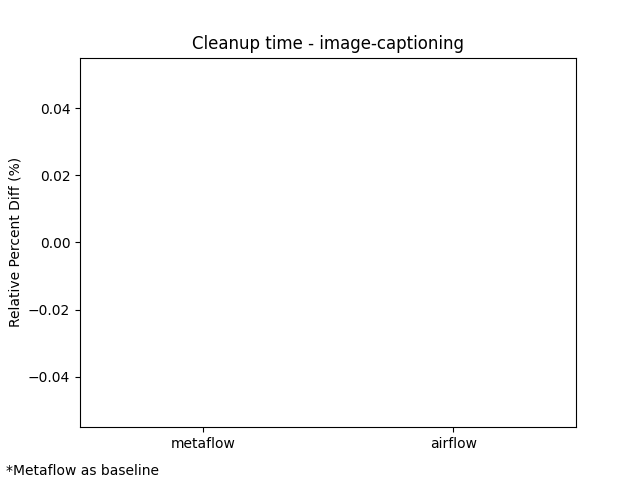 Cleanup time - image-captioning
Relative Percent Diff (%)
0.04
0.02
0.00
−0.02
−0.04
metaflow airflow
*Metaflow as baseline